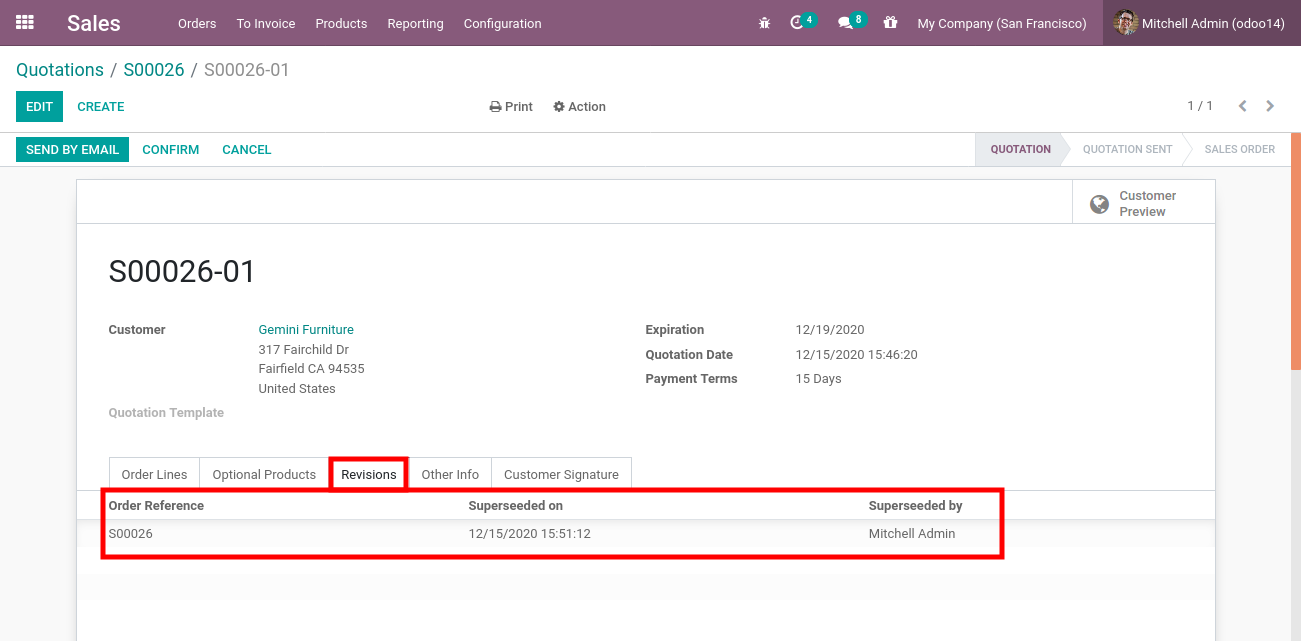 Sales Orders To Invoice Products Reporting Configuration 4 8 My Company (San Francisco) Mitchell Admin (odoo14)
Quotations / S00026 / S00026-01
EDIT CREATE Print Action 1 / 1
SEND BY EMAIL CONFIRM CANCEL QUOTATION QUOTATION SENT SALES ORDER
Customer
Preview
S00026-01
Customer Gemini Furniture Expiration 12/19/2020
317 Fairchild Dr Quotation Date 12/15/2020 15:46:20
Fairfield CA 94535 Payment Terms 15 Days
United States
Quotation Template
Order Lines Optional Products Revisions Other Info Customer Signature
Order Reference Superseeded on Superseeded by
S00026 12/15/2020 15:51:12 Mitchell Admin